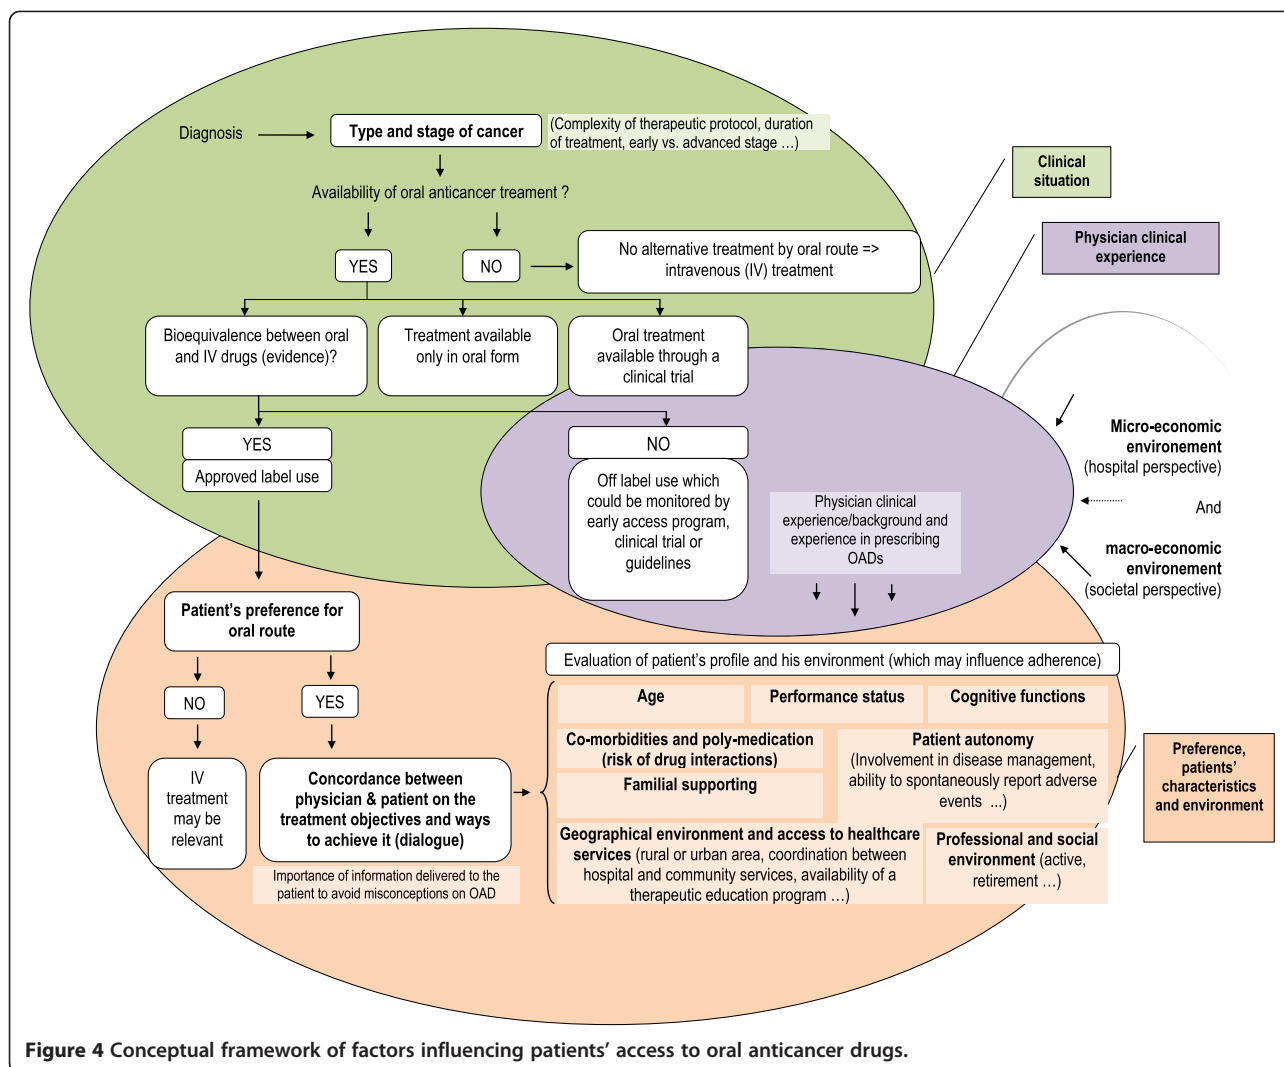 Diagnosis
Type and stage of cancer
(Complexity of therapeutic protocol, duration
of treatment, early vs. advanced stage …)
Availability of oral anticancer treament ?
YES
NO
No alternative treatment by oral route =>
intravenous (IV) treatment
Bioequivalence between oral
and IV drugs (evidence)?
Treatment available
only in oral form
Oral treatment
available through a
clinical trial
YES
Approved label use
NO
Off label use which
could be monitored by
early access program,
clinical trial or
guidelines
Physician clinical
experience/background and
experience in prescribing
OADs
Clinical
situation
Physician clinical
experience
Micro-economic
environement
(hospital perspective)
And
macro-economic
environement
(societal perspective)
Patient’s preference for
oral route
NO
YES
IV
treatment
may be
relevant
Concordance between
physician & patient on the
treatment objectives and ways
to achieve it (dialogue)
Importance of information delivered to the
patient to avoid misconceptions on OAD
Evaluation of patient’s profile and his environment (which may influence adherence)
Age
Performance status
Cognitive functions
Co-morbidities and poly-medication
(risk of drug interactions)
Familial supporting
Patient autonomy
(Involvement in disease management,
ability to spontaneously report adverse
events ...)
Geographical environment and access to healthcare
services (rural or urban area, coordination between
hospital and community services, availability of a
therapeutic education program …)
Professional and social
environment (active,
retirement …)
Preference,
patients’
characteristics
and environment
Figure 4 Conceptual framework of factors influencing patients’ access to oral anticancer drugs.